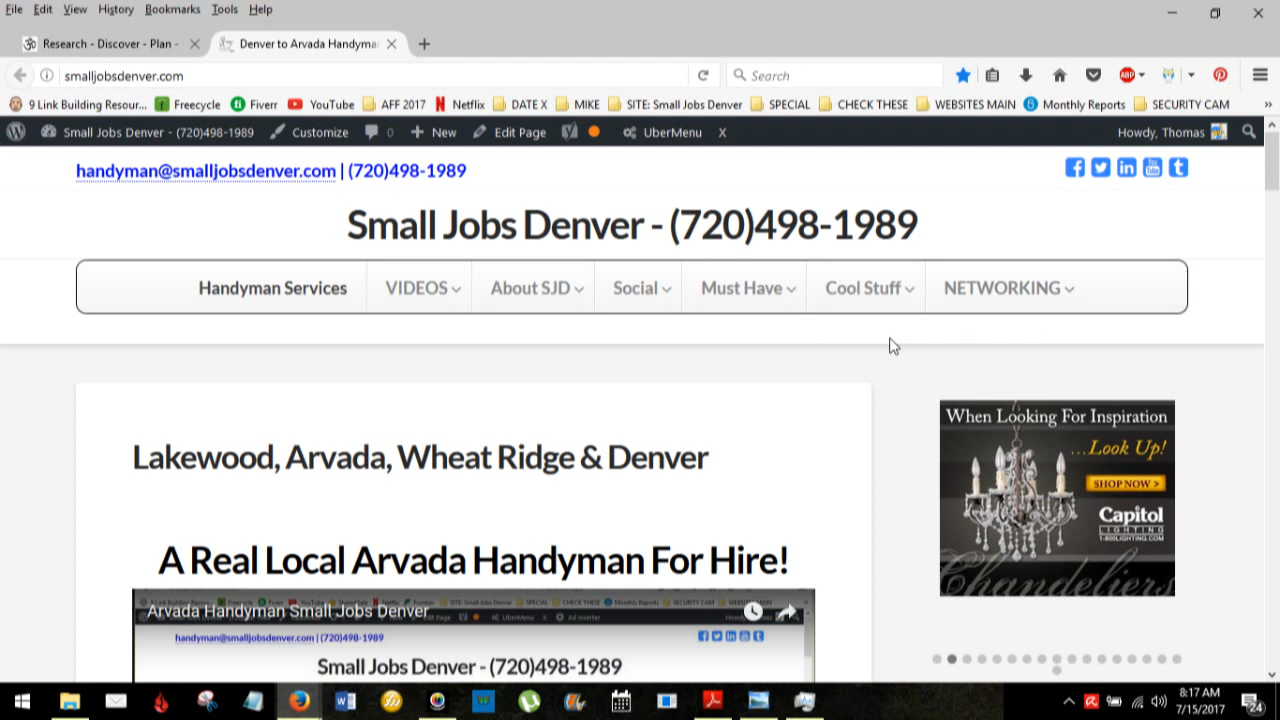 File Edit View History Bookmarks Tools Help
Research - Discover - Plan -
Denver to Arvada Handyma
smalljobsdenver.com
Search
9 Link Building Resour... Freecycle Fiverr YouTube AFF 2017 Netflix DATE X MIKE SITE: Small Jobs Denver SPECIAL CHECK THESE WEBSITES MAIN Monthly Reports SECURITY CAM »
Small Jobs Denver - (720)498-1989 Customize 0 New Edit Page UberMenu X Howdy, Thomas
handyman@smalljobsdenver.com | (720)498-1989
Small Jobs Denver - (720)498-1989
Handyman Services VIDEOS About SJD Social Must Have Cool Stuff NETWORKING
Lakewood, Arvada, Wheat Ridge & Denver
A Real Local Arvada Handyman For Hire!
Arvada Handyman Small Jobs Denver
handyman@smalljobsdenver.com | (720)498-1989
Small Jobs Denver - (720)498-1989
When Looking For Inspiration
...Look Up!
SHOP NOW >
Capitol
LIGHTING
1-800LIGHTING.COM
Chandeliers
8:17 AM
7/15/2017
24